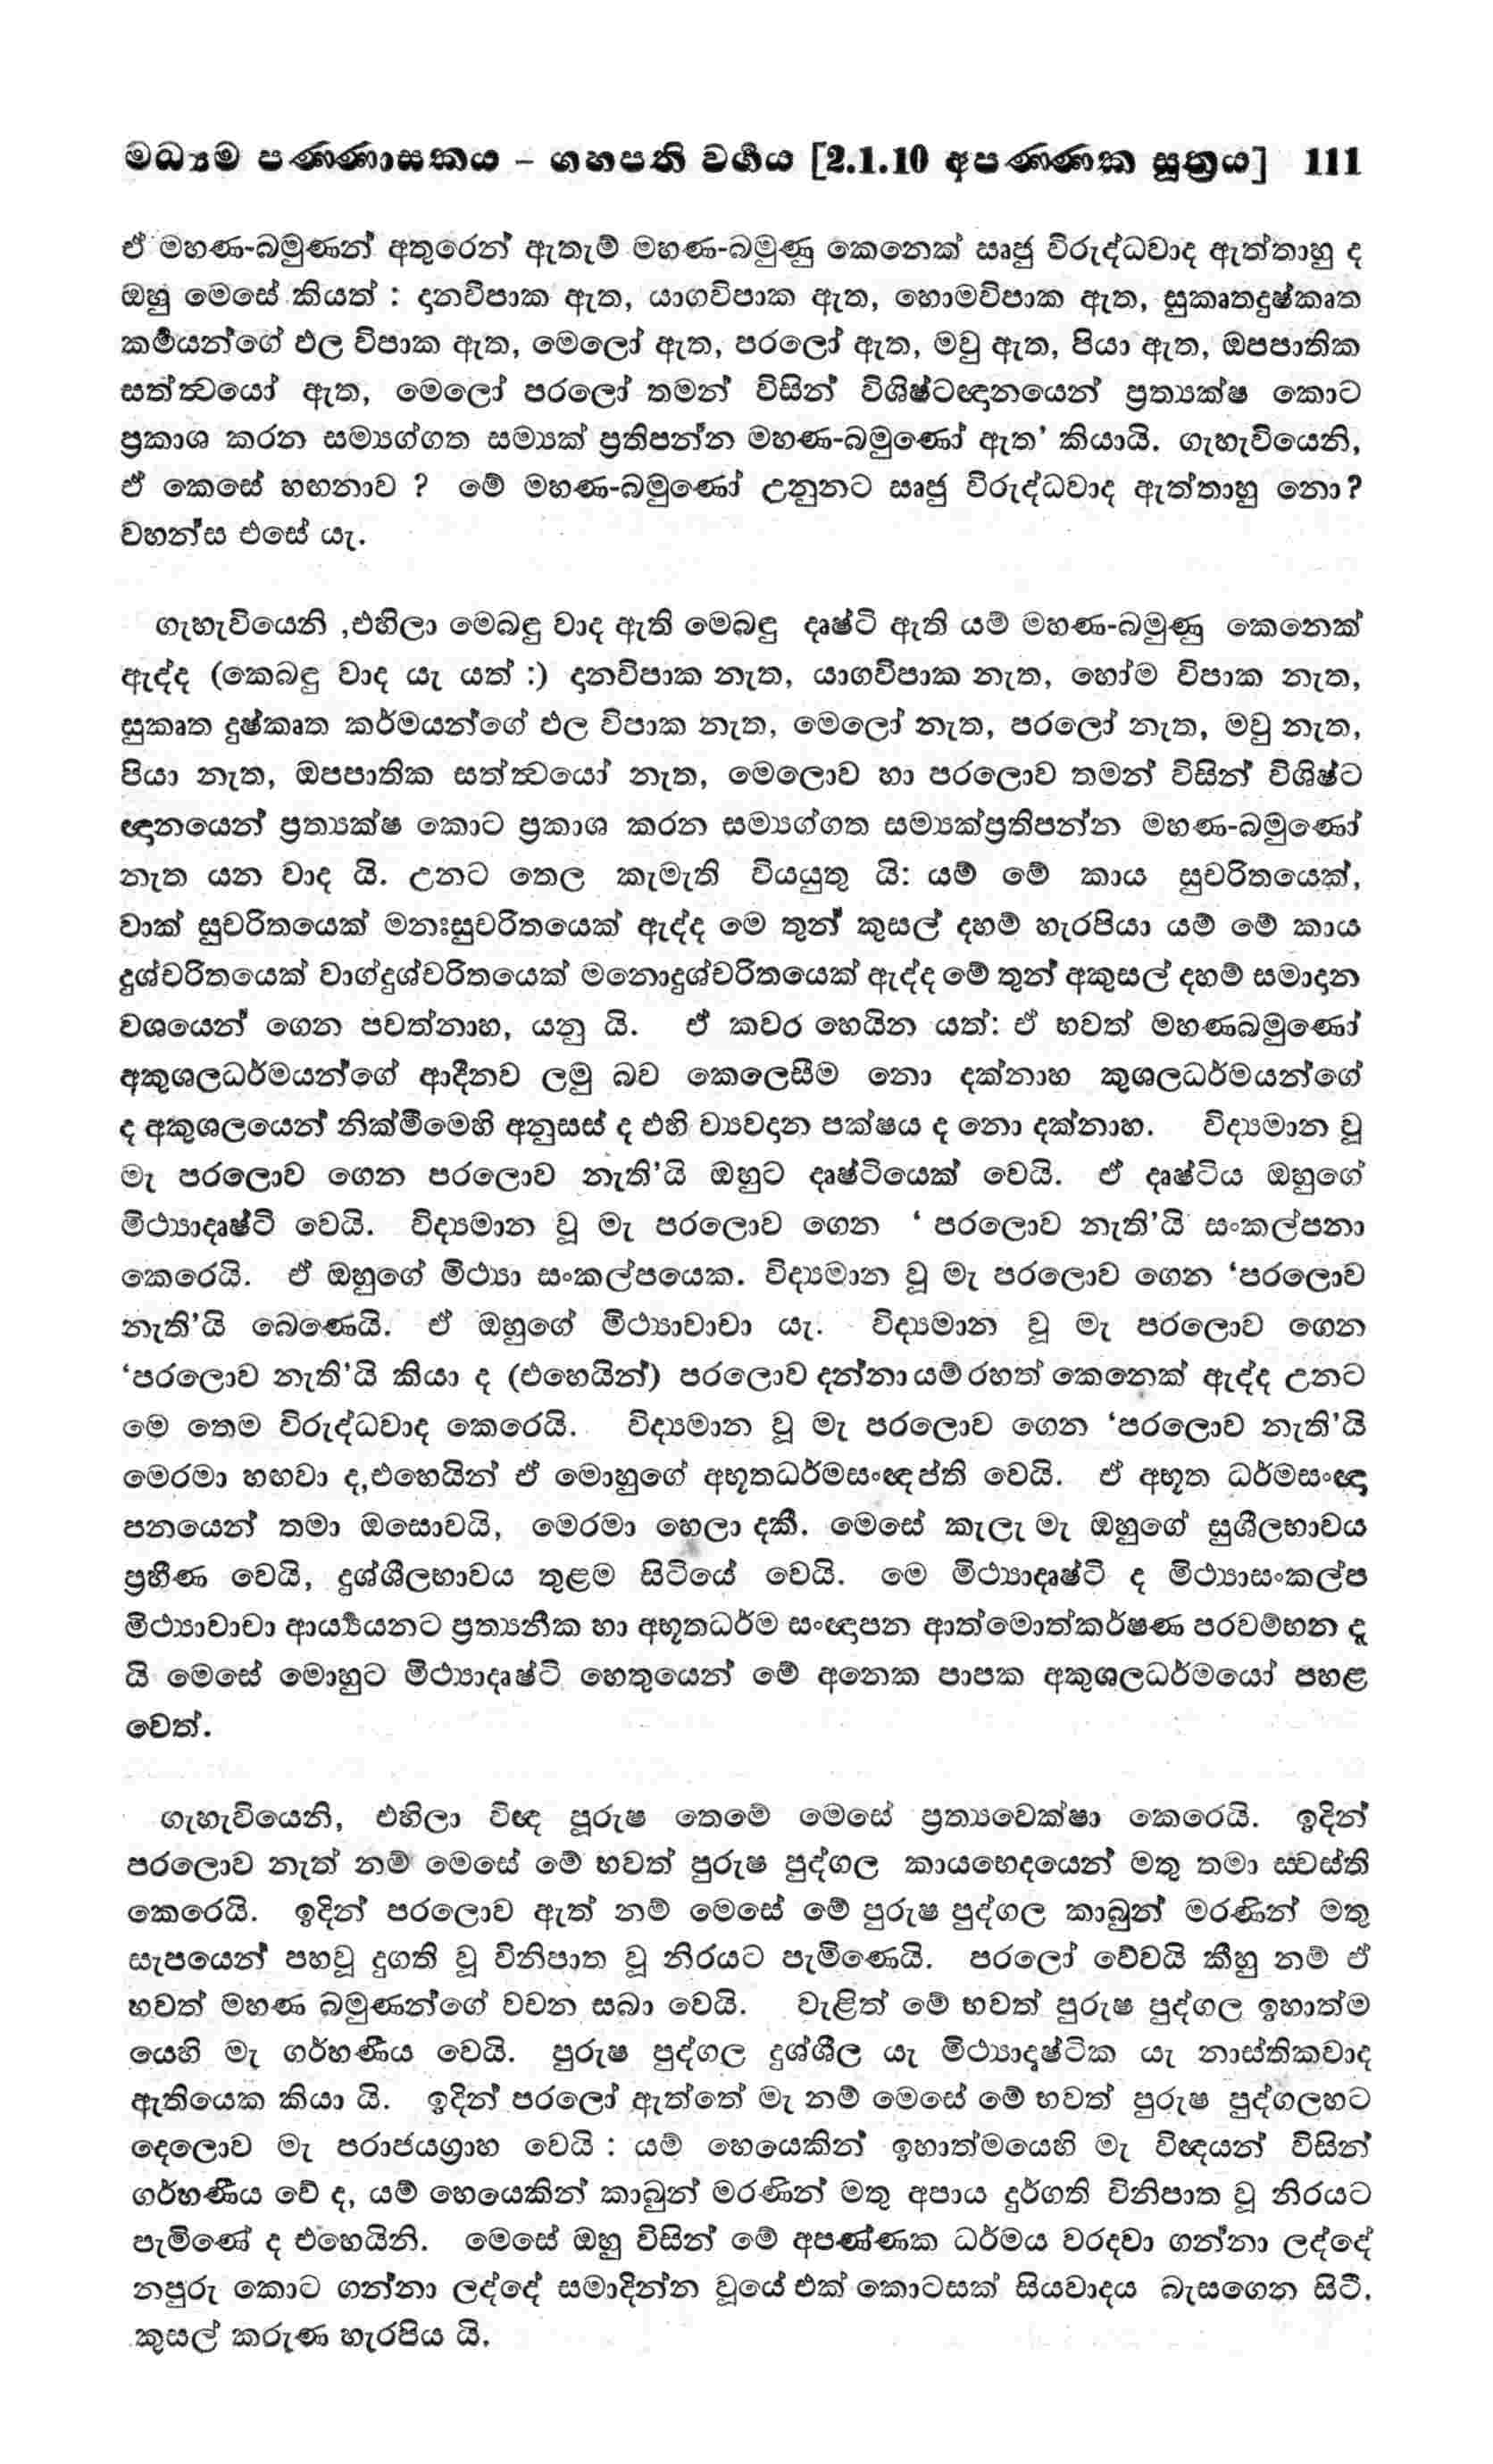 මධ්‍යම පණ්ණාසකය – ගහපති වර්‍ගය [2.1.10 අපණ්ණක සූත්‍රය] 111
ඒ මහණ-බමුණන් අතුරෙන් ඇතැම් මහණ-බමුණු කෙනෙක් සෘජු විරුද්ධවාද ඇත්තාහු ද
ඔහු මෙසේ කියත් : දානවිපාක ඇත, යාගවිපාක ඇත, හොමවිපාක ඇත, සුකෘතදුෂ්කෘත
කර්‍මයන්ගේ ඵල විපාක ඇත, මෙලෝ ඇත, පරලෝ ඇත, මවු ඇත, පියා ඇත, ඔපපාතික
සත්ත්‍වයෝ ඇත, මෙලෝ පරලෝ තමන් විසින් විශිෂ්ටඥානයෙන් ප්‍රත්‍යක්ෂ කොට
ප්‍රකාශ කරන සම්‍යග්ගත සම්‍යක් ප්‍රතිපන්න මහණ-බමුණෝ ඇත’ කියායි. ගැහැවියෙනි,
ඒ කෙසේ හඟනාව ? මේ මහණ-බමුණෝ උනුනට සෘජු විරුද්ධවාද ඇත්තාහු නො?
වහන්ස එසේ යැ.
ගැහැවියෙනි ,එහිලා මෙබඳු වාද ඇති මෙබඳු දෘෂ්ටි ඇති යම් මහණ-බමුණු කෙනෙක්
ඇද්ද (කෙබඳු වාද යැ යත් :) දානවිපාක නැත, යාගවිපාක නැත, හෝම විපාක නැත,
සුකෘත දුෂ්කෘත කර්මයන්ගේ ඵල විපාක නැත, මෙලෝ නැත, පරලෝ නැත, මවු නැත,
පියා නැත, ඔපපාතික සත්ත්‍වයෝ නැත, මෙලොව හා පරලොව තමන් විසින් විශිෂ්ට
ඥානයෙන් ප්‍රත්‍යක්ෂ කොට ප්‍රකාශ කරන සම්‍යග්ගත සම්‍යක්ප්‍රතිපන්න මහණ-බමුණෝ
නැත යන වාද යි. උනට තෙල කැමැති වියයුතු යි: යම් මේ කාය සුචරිතයෙක්,
වාක් සුචරිතයෙක් මනඃසුචරිතයෙක් ඇද්ද මෙ තුන් කුසල් දහම් හැරපියා යම් මේ කාය
දුශ්චරිතයෙක් වාග්දුශ්චරිතයෙක් මනොදුශ්චරිතයෙක් ඇද්ද මේ තුන් අකුසල් දහම් සමාදාන
වශයෙන් ගෙන පවත්නාහ, යනු යි. ඒ කවර හෙයින යත්: ඒ භවත් මහණබමුණෝ
අකුශලධර්මයන්ගේ ආදීනව ලමු බව කෙලෙසීම නො දක්නාහ කුශලධර්මයන්ගේ
ද අකුශලයෙන් නික්මීමෙහි අනුසස් ද එහි ව්‍යවදාන පක්ෂය ද නො දක්නාහ. විද්‍යමාන වූ
මැ පරලොව ගෙන පරලොව නැති’යි ඔහුට දෘෂ්ටියෙක් වෙයි. ඒ දෘෂ්ටිය ඔහුගේ
මිථ්‍යාදෘෂ්ටි වෙයි. විද්‍යමාන වූ මැ පරලොව ගෙන ‘ පරලොව නැති’යි සංකල්පනා
කෙරෙයි. ඒ ඔහුගේ මිථ්‍යා සංකල්පයෙක. විද්‍යමාන වූ මැ පරලොව ගෙන ‘පරලොව
නැති’යි බෙණෙයි. ඒ ඔහුගේ මිථ්‍යාවාචා යැ. විද්‍යමාන වූ මැ පරලොව ගෙන
‘පරලොව නැති’යි කියා ද (එහෙයින්) පරලොව දන්නා යම් රහත් කෙනෙක් ඇද්ද උනට
මෙ තෙම විරුද්ධවාද කෙරෙයි. විද්‍යමාන වූ මැ පරලොව ගෙන ‘පරලොව නැති’යි
මෙරමා හඟවා ද,එහෙයින් ඒ මොහුගේ අභූතධර්මසංඥප්ති වෙයි. ඒ අභූත ධර්මසංඥා
පනයෙන් තමා ඔසොවයි, මෙරමා හෙලා දකී. මෙසේ කැලැ මැ ඔහුගේ සුශීලභාවය
ප්‍රහීණ වෙයි, දුශ්ශීලභාවය තුළම සිටියේ වෙයි. මෙ මිථ්‍යාදෘෂ්ටි ද මිථ්‍යාසංකල්ප
මිථ්‍යාවාචා ආර්‍ය්‍යයනට ප්‍රත්‍යනීක හා අභූතධර්ම සංඥාපන ආත්මොත්කර්ෂණ පරවම්භන දැ
යි මෙසේ මොහුට මිථ්‍යාදෘෂ්ටි හෙතුයෙන් මේ අනෙක පාපක අකුශලධර්මයෝ පහළ
වෙත්.
ගැහැවියෙනි, එහිලා විඥ පුරුෂ තෙමේ මෙසේ ප්‍රත්‍යවෙක්ෂා කෙරෙයි. ඉදින්
පරලොව නැත් නම් මෙසේ මේ භවත් පුරුෂ පුද්ගල කායභෙදයෙන් මතු තමා ස්වස්ති
කෙරෙයි. ඉදින් පරලොව ඇත් නම් මෙසේ මේ පුරුෂ පුද්ගල කාබුන් මරණින් මතු
සැපයෙන් පහවූ දුගති වූ විනිපාත වූ නිරයට පැමිණෙයි. පරලෝ වේවයි කීහු නම් ඒ
භවත් මහණ බමුණන්ගේ වචන සබා වෙයි. වැළිත් මේ භවත් පුරුෂ පුද්ගල ඉහාත්ම
යෙහි මැ ගර්හණීය වෙයි. පුරුෂ පුද්ගල දුශ්ශීල යැ මිථ්‍යාදෘෂ්ටික යැ නාස්තිකවාද
ඇතියෙක කියා යි. ඉදින් පරලෝ ඇත්තේ මැ නම් මෙසේ මේ භවත් පුරුෂ පුද්ගලහට
දෙලොව මැ පරාජයග්‍රාහ වෙයි : යම් හෙයෙකින් ඉහාත්මයෙහි මැ විඥයන් විසින්
ගර්හණීය වේ ද, යම් හෙයෙකින් කාබුන් මරණින් මතු අපාය දුර්ගති විනිපාත වූ නිරයට
පැමිණේ ද එහෙයිනි. මෙසේ ඔහු විසින් මේ අපණ්ණක ධර්මය වරදවා ගන්නා ලද්දේ
නපුරු කොට ගන්නා ලද්දේ සමාදින්න වූයේ එක් කොටසක් සියවාදය බැසගෙන සිටී.
කුසල් කරුණ හැරපිය යි.